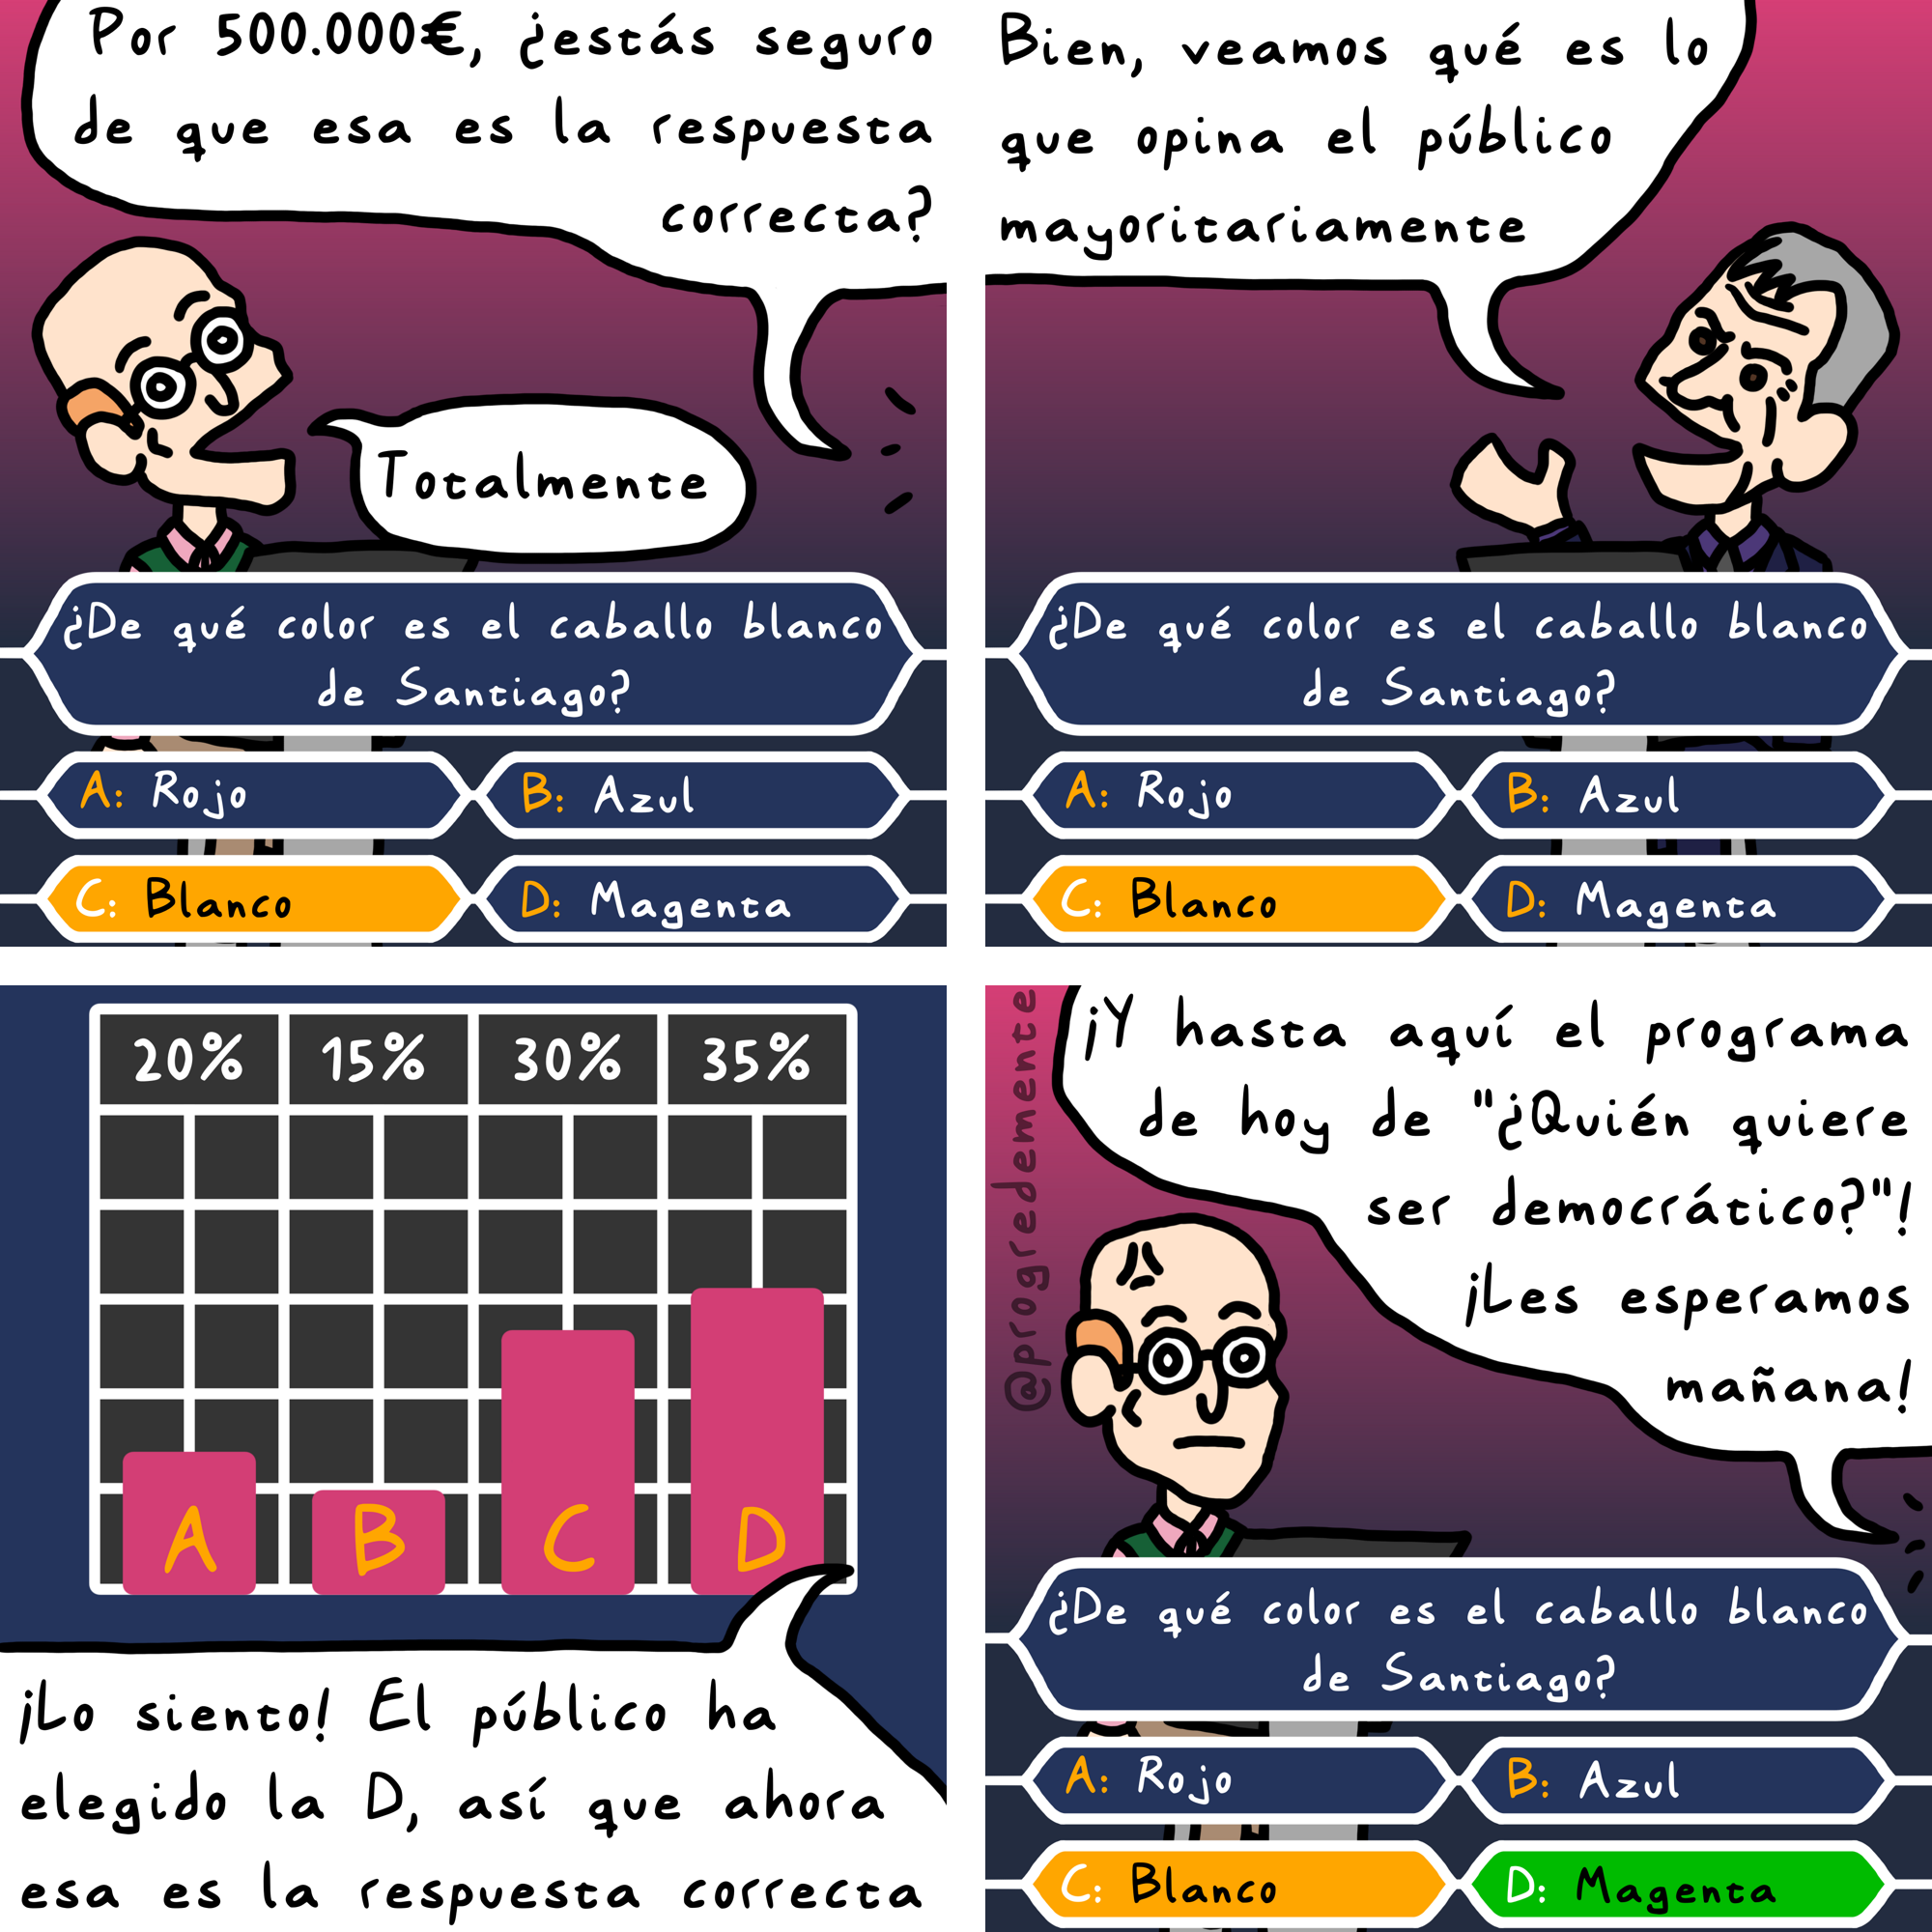 Por 500.000€, ¿estás seguro
de que esa es la respuesta
correcta?
Totalmente
¿De qué color es el caballo blanco
de Santiago?
A: Rojo
B: Azul
C: Blanco
D: Magenta
Bien, veamos qué es lo
que opina el público
mayoritariamente
¿De qué color es el caballo blanco
de Santiago?
A: Rojo
B: Azul
C: Blanco
D: Magenta
20% 15% 30% 35%
A B C D
¡Lo siento! El público ha
elegido la D, así que ahora
esa es la respuesta correcta
@progredemente
¡Y hasta aquí el programa
de hoy de "¿Quién quiere
ser democrático?"!
¡Les esperamos
mañana!
¿De qué color es el caballo blanco
de Santiago?
A: Rojo
B: Azul
C: Blanco
D: Magenta